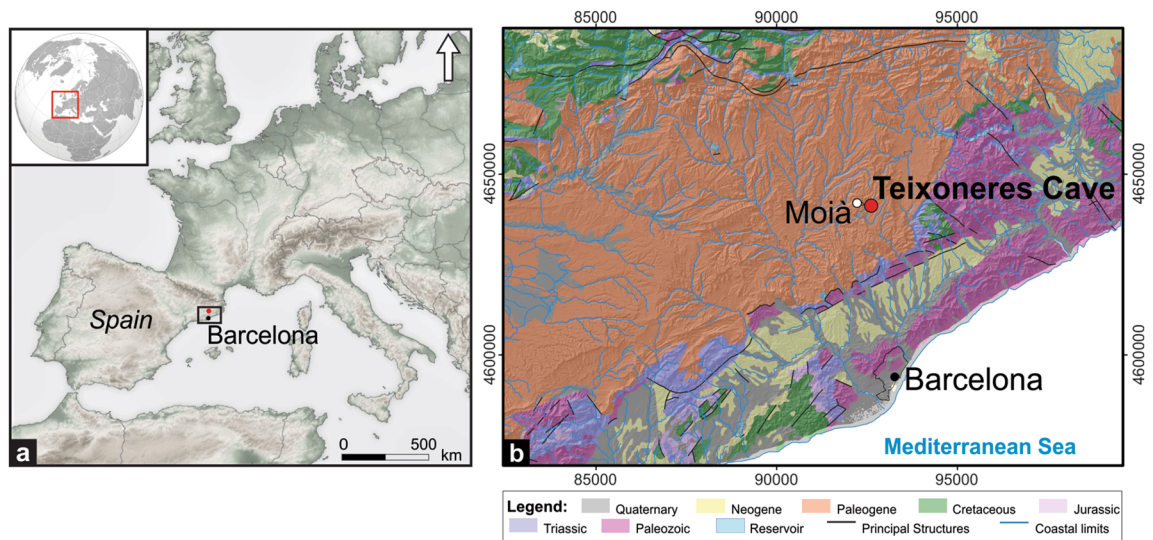 Spain
Barcelona
0 500
km
a
85000 90000 95000
4650000
4600000
4650000
4600000
Teixoneres Cave
Moià
Barcelona
Mediterranean Sea
b
85000 90000 95000
Legend: Quaternary Neogene Paleogene Cretaceous Jurassic
Triassic Paleozoic Reservoir Principal Structures Coastal limits